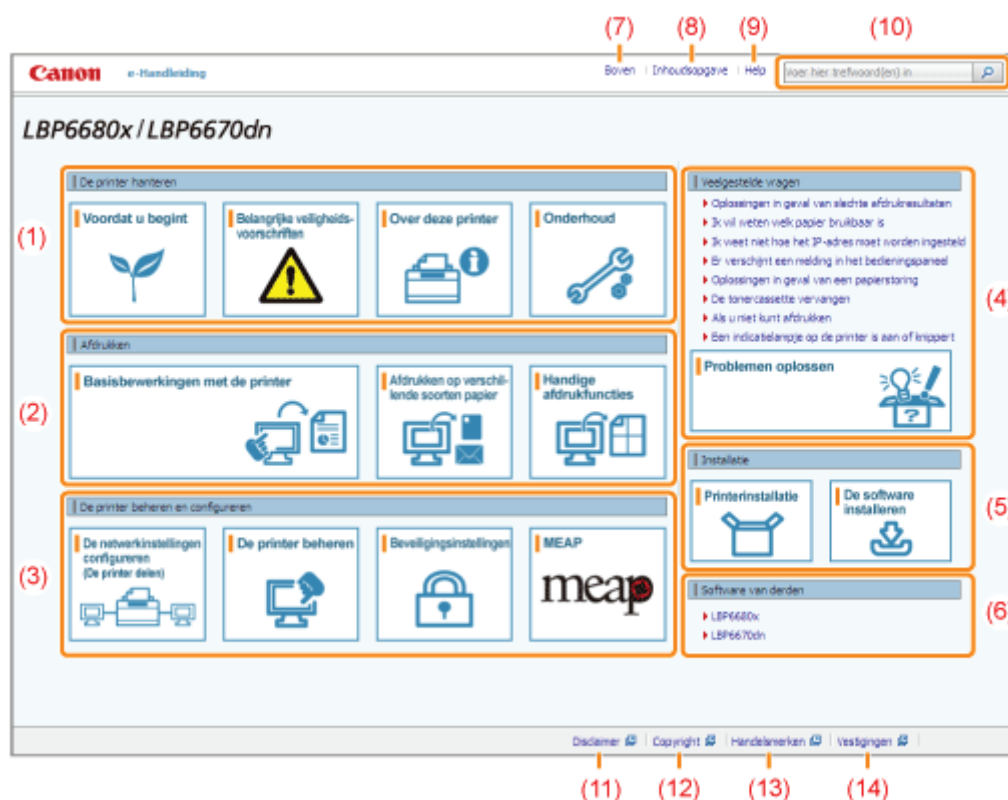 (7) (8) (9) (10)
Canon e-Handleiding
Boven Inhoudsopgave Help Voer hier trefwoord(en) in
LBP6680x / LBP6670dn
(1)
De printer hanteren
Voordat u begint
Belangrijke veiligheids-
voorschriften
Over deze printer
Onderhoud
(2)
Afdrukken
Basisbewerkingen met de printer
Afdrukken op verschil-
lende soorten papier
Handige
afdrukfuncties
(3)
De printer beheren en configureren
De netwerkinstellingen
configureren
(De printer delen)
De printer beheren
Beveiligingsinstellingen
MEAP
meap
(4
Veelgestelde vragen
Oplossingen in geval van slechte afdrukresultaten
Ik wil weten welk papier bruikbaar is
Ik weet niet hoe het IP-adres moet worden ingesteld
Er verschijnt een melding in het bedieningspaneel
Oplossingen in geval van een papierstoring
De tonercassette vervangen
Als u niet kunt afdrukken
Een indicatielampje op de printer is aan of knippert
Problemen oplossen
?
(5
Installatie
Printerinstallatie
De software
installeren
(6
Software van derden
LBP6680x
LBP6670dn
Disclaimer Copyright Handelsmerken Vestigingen
(11) (12) (13) (14)